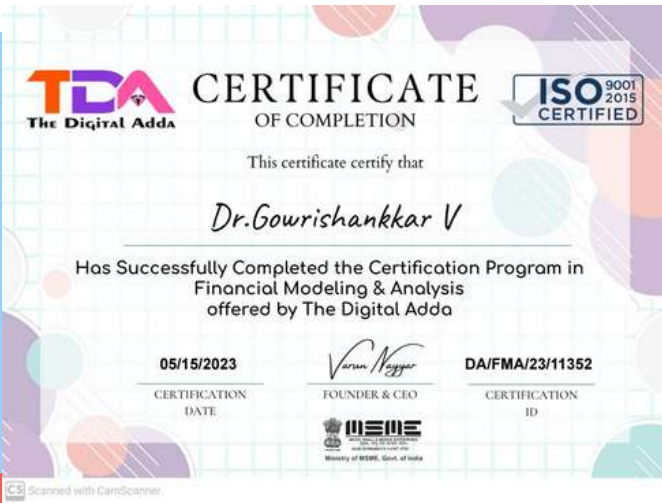 TDA
The Digital Adda
CERTIFICATE
OF COMPLETION
ISO 9001 2015
CERTIFIED
This certificate certify that
Dr.Gowrishankkar V
Has Successfully Completed the Certification Program in
Financial Modeling & Analysis
offered by The Digital Adda
05/15/2023
Varun Nayyar
DA/FMA/23/11352
CERTIFICATION
DATE
FOUNDER & CEO
CERTIFICATION
ID
MSME
Ministry of MSME, Govt. of India
CS Scanned with CamScanner